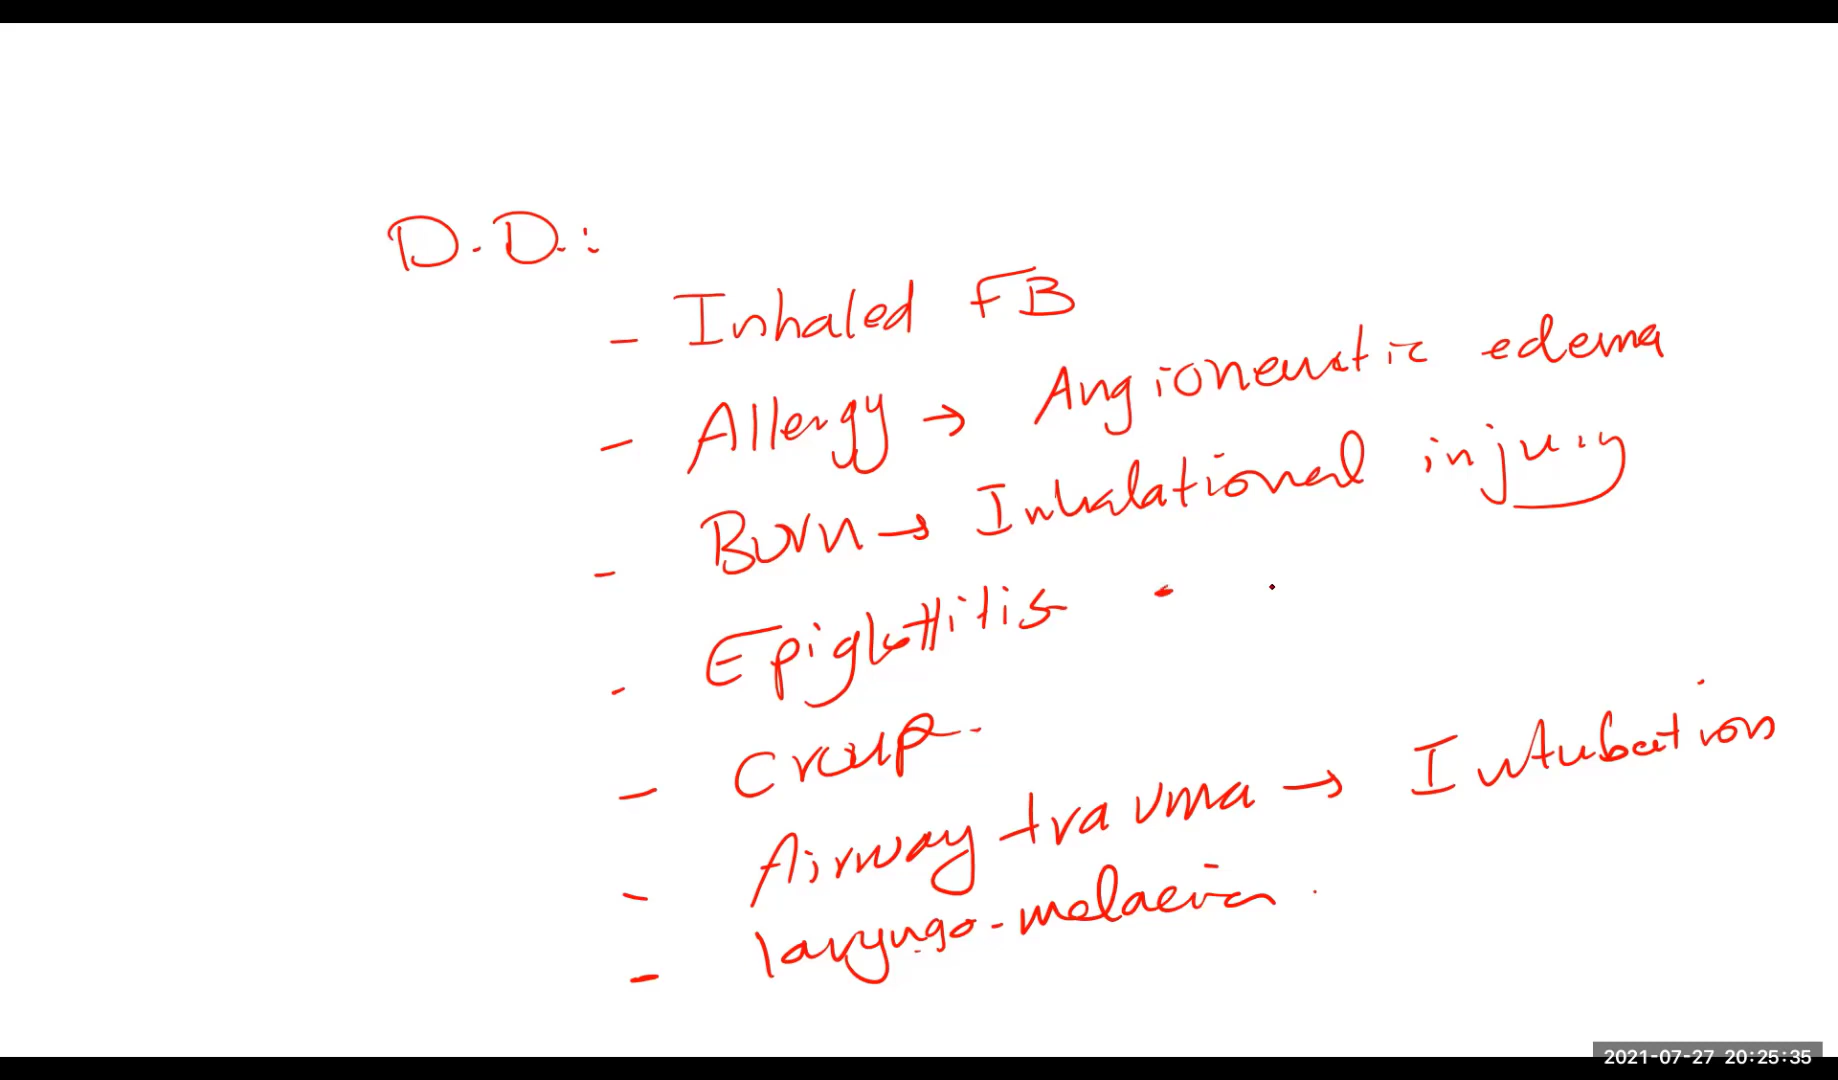 D.D.:
- Inhaled FB
- Allergy → Angioneurotic edema
- Burn → Inhalational injury
- Epiglottitis
- Croup
- Airway trauma → Intubation
- laryngo-malacia
2021-07-27 20:25:35